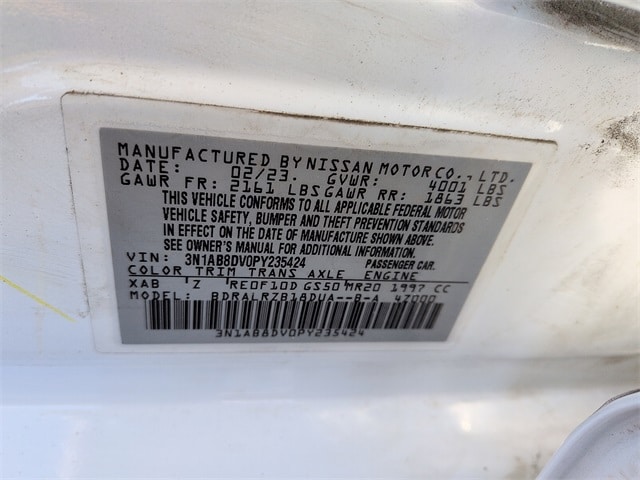 MANUFACTURED BY NISSAN MOTOR CO., LTD.
DATE: 02/23. GVWR: 4001 LBS
GAWR FR: 2161 LBS GAWR RR: 1863 LBS
THIS VEHICLE CONFORMS TO ALL APPLICABLE FEDERAL MOTOR
VEHICLE SAFETY, BUMPER AND THEFT PREVENTION STANDARDS
IN EFFECT ON THE DATE OF MANUFACTURE SHOWN ABOVE.
SEE OWNER'S MANUAL FOR ADDITIONAL INFORMATION.
VIN: 3N1AB8DV0PY235424 PASSENGER CAR.
COLOR TRIM TRANS AXLE ENGINE
XAB Z RE0F10D GS50 MR20 1997 CC
MODEL: BDRALRZB18DUA--B-A 4Z000
3N1AB8DV0PY235424